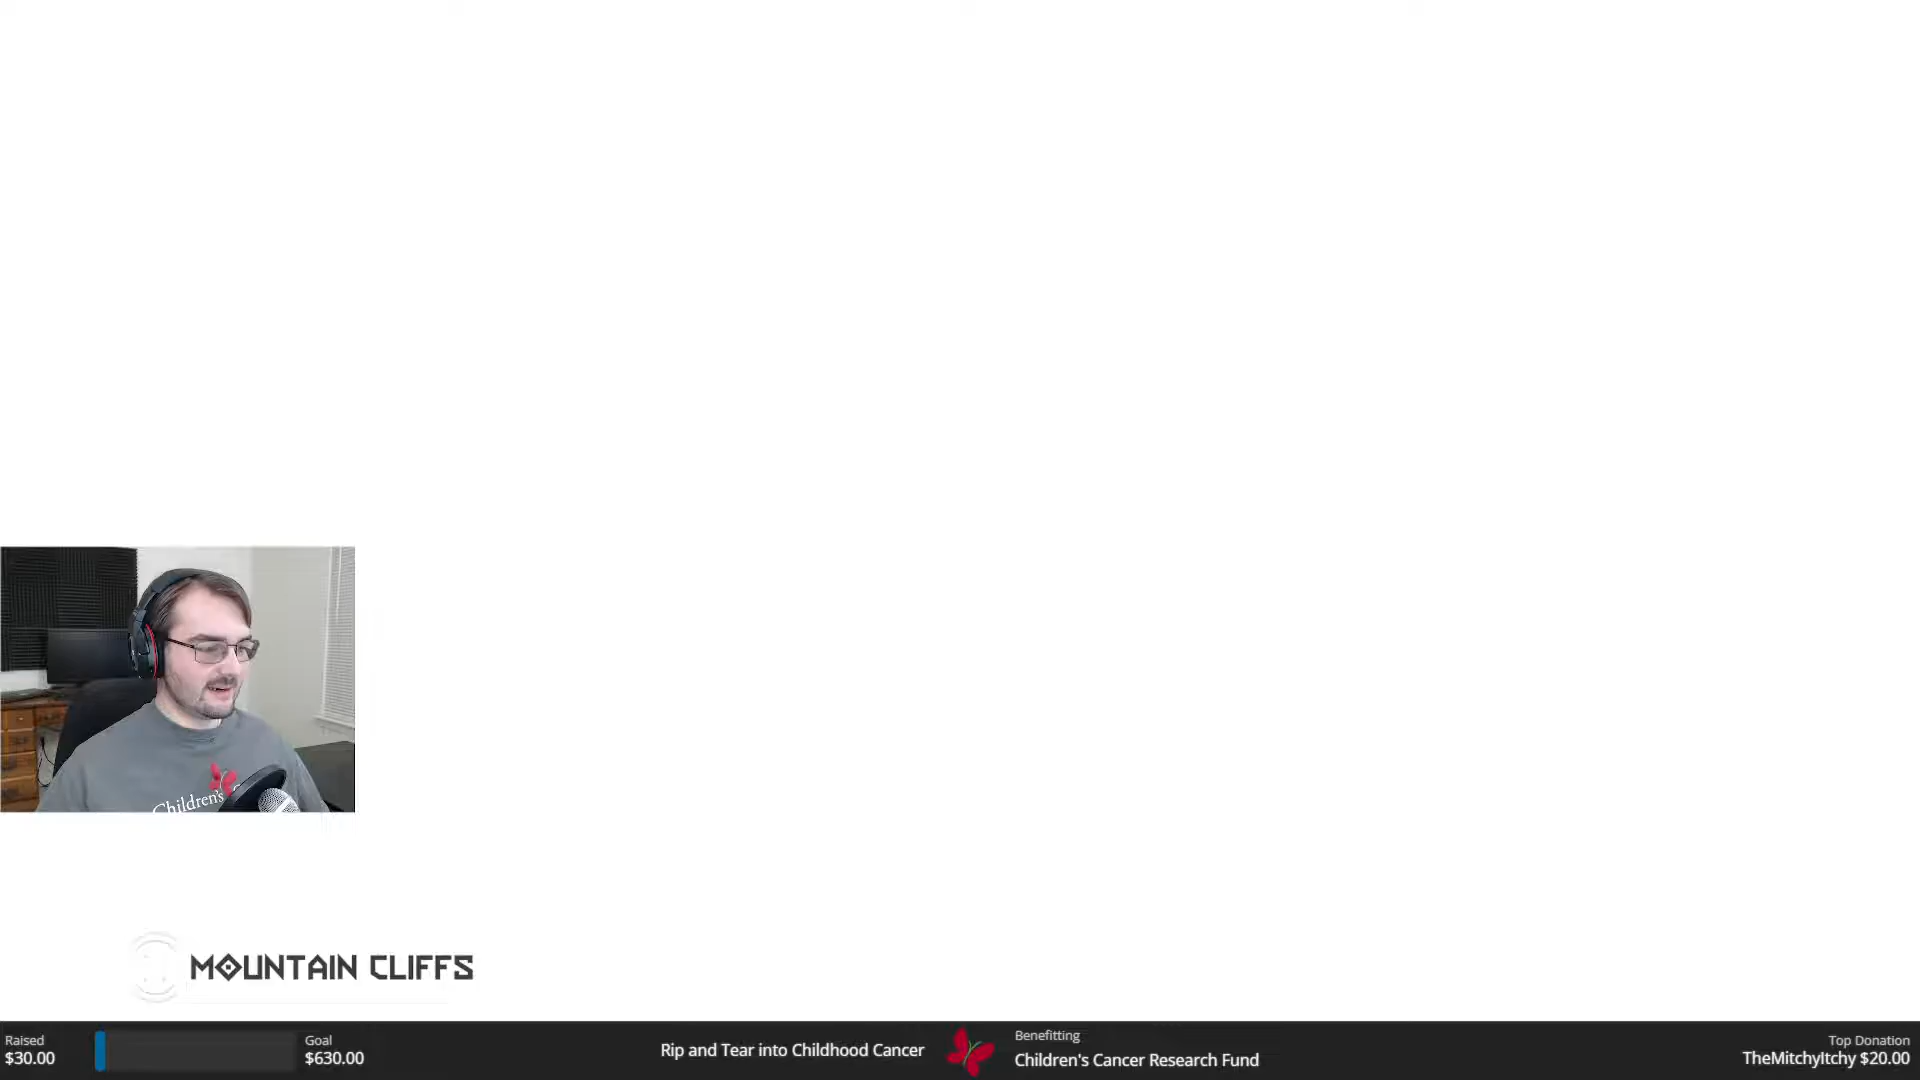 Children's
MOUNTAIN CLIFFS
Raised
$30.00
Goal
$630.00
Rip and Tear into Childhood Cancer
Benefitting
Children's Cancer Research Fund
Top Donation
TheMitchyItchy $20.00